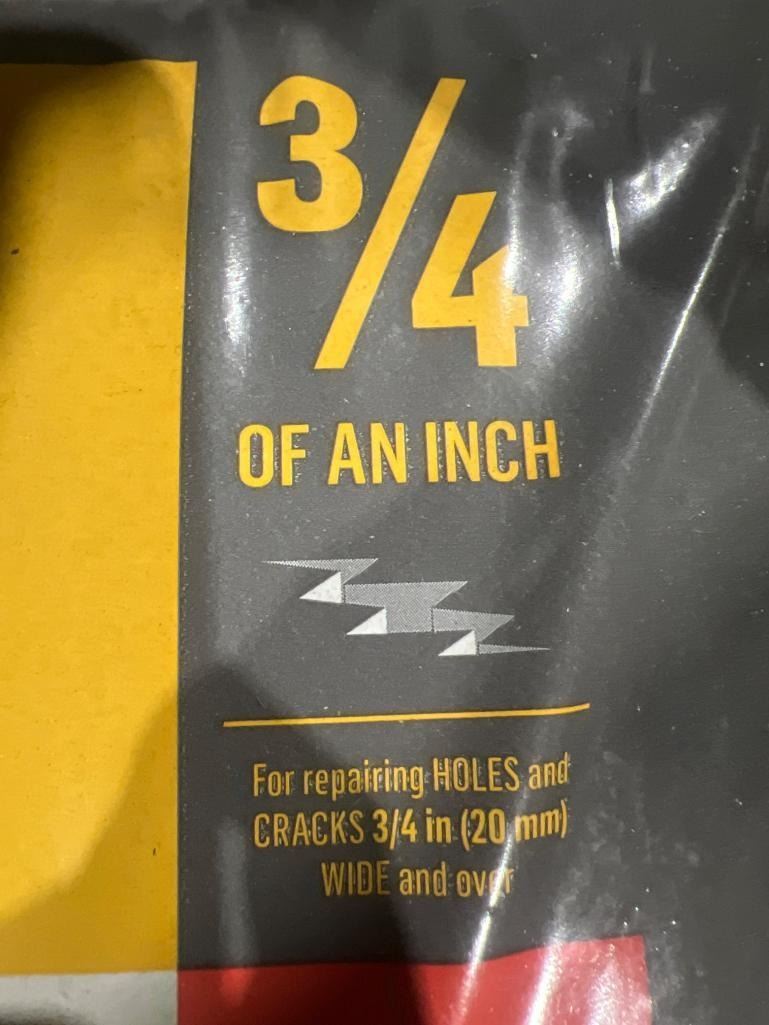 3/4
OF AN INCH
For repairing HOLES and
CRACKS 3/4 in (20 mm)
WIDE and over